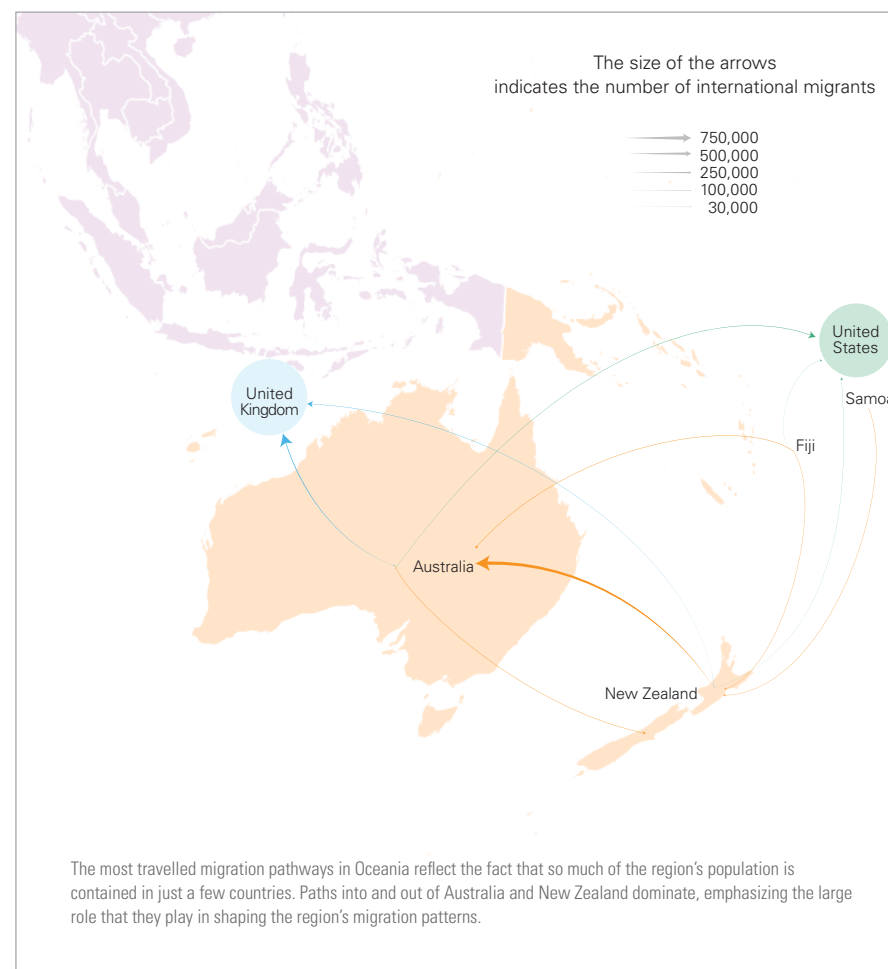 The size of the arrows
indicates the number of international migrants
750,000
500,000
250,000
100,000
30,000
United
States
United
Kingdom
Samoa
Fiji
Australia
New Zealand
The most travelled migration pathways in Oceania reflect the fact that so much of the region’s population is
contained in just a few countries. Paths into and out of Australia and New Zealand dominate, emphasizing the large
role that they play in shaping the region’s migration patterns.